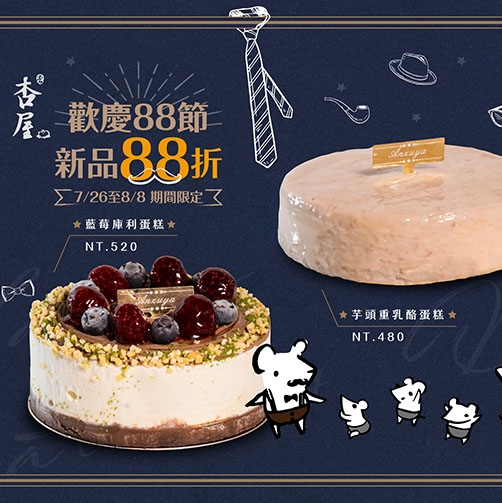 杏屋
歡慶88節
新品88折
7/26至8/8 期間限定
藍莓庫利蛋糕
NT.520
Anzuya
芋頭重乳酪蛋糕
NT.480
Anzuya